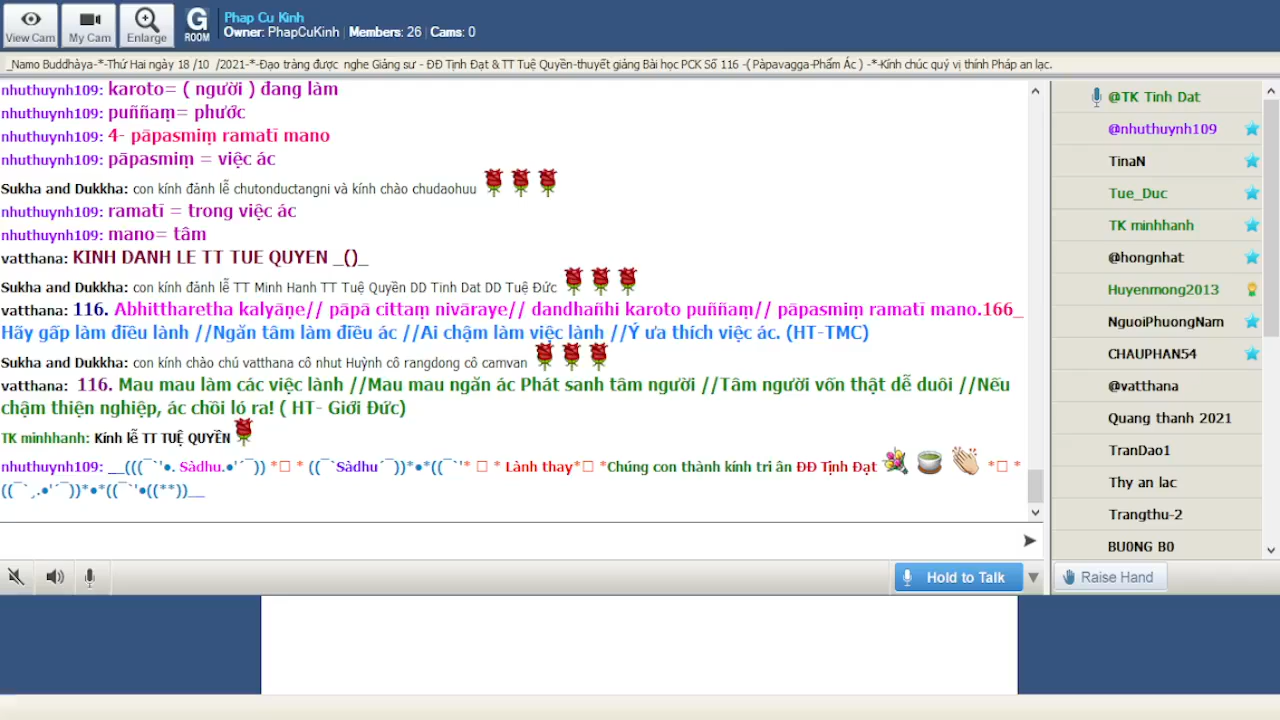 View Cam
My Cam
Enlarge
G
ROOM
Phap Cu Kinh
Owner: PhapCuKinh | Members: 26 | Cams: 0
_Namo Buddhàya-*-Thứ Hai ngày 18 /10 /2021-*-Đạo tràng được nghe Giảng sư - ĐĐ Tịnh Đạt & TT Tuệ Quyền-thuyết giảng Bài học PCK Số 116 -( Pàpavagga-Phẩm Ác ) -*-Kính chúc quý vị thính Pháp an lạc.
nhuthuynh109: karoto= ( người ) đang làm
nhuthuynh109: puññaṃ= phước
nhuthuynh109: 4- pāpasmiṃ ramatī mano
nhuthuynh109: pāpasmiṃ = việc ác
Sukha and Dukkha: con kính đảnh lễ chutonductangni và kính chào chudaohuu
nhuthuynh109: ramatī = trong việc ác
nhuthuynh109: mano= tâm
vatthana: KINH DANH LE TT TUE QUYEN _()_
Sukha and Dukkha: con kính đảnh lễ TT Minh Hanh TT Tuệ Quyền DD Tinh Dat DD Tuệ Đức
vatthana: 116. Abhittharetha kalyāṇe// pāpā cittaṃ nivāraye// dandhañhi karoto puññaṃ// pāpasmiṃ ramatī mano.166_
Hãy gấp làm điều lành //Ngăn tâm làm điều ác //Ai chậm làm việc lành //Ý ưa thích việc ác. (HT-TMC)
Sukha and Dukkha: con kính chào chú vatthana cô nhut Huỳnh cô rangdong cô camvan
vatthana: 116. Mau mau làm các việc lành //Mau mau ngăn ác Phát sanh tâm người //Tâm người vốn thật dễ duôi //Nếu
chậm thiện nghiệp, ác chồi ló ra! ( HT- Giới Đức)
TK minhhanh: Kính lễ TT TUỆ QUYỀN
nhuthuynh109: __(((¯`'•. Sàdhu.•'´¯)) *▯ * ((¯`Sàdhu´¯))*•*((¯`'* ▯ * Lành thay*▯ *Chúng con thành kính tri ân ĐĐ Tịnh Đạt *▯ *
((¯`¸.•'´¯))*•*((¯`'•((**))__
@TK Tinh Dat
@nhuthuynh109
TinaN
Tue_Duc
TK minhhanh
@hongnhat
Huyenmong2013
NguoiPhuongNam
CHAUPHAN54
@vatthana
Quang thanh 2021
TranDao1
Thy an lac
Trangthu-2
BU0NG B0
Hold to Talk
Raise Hand